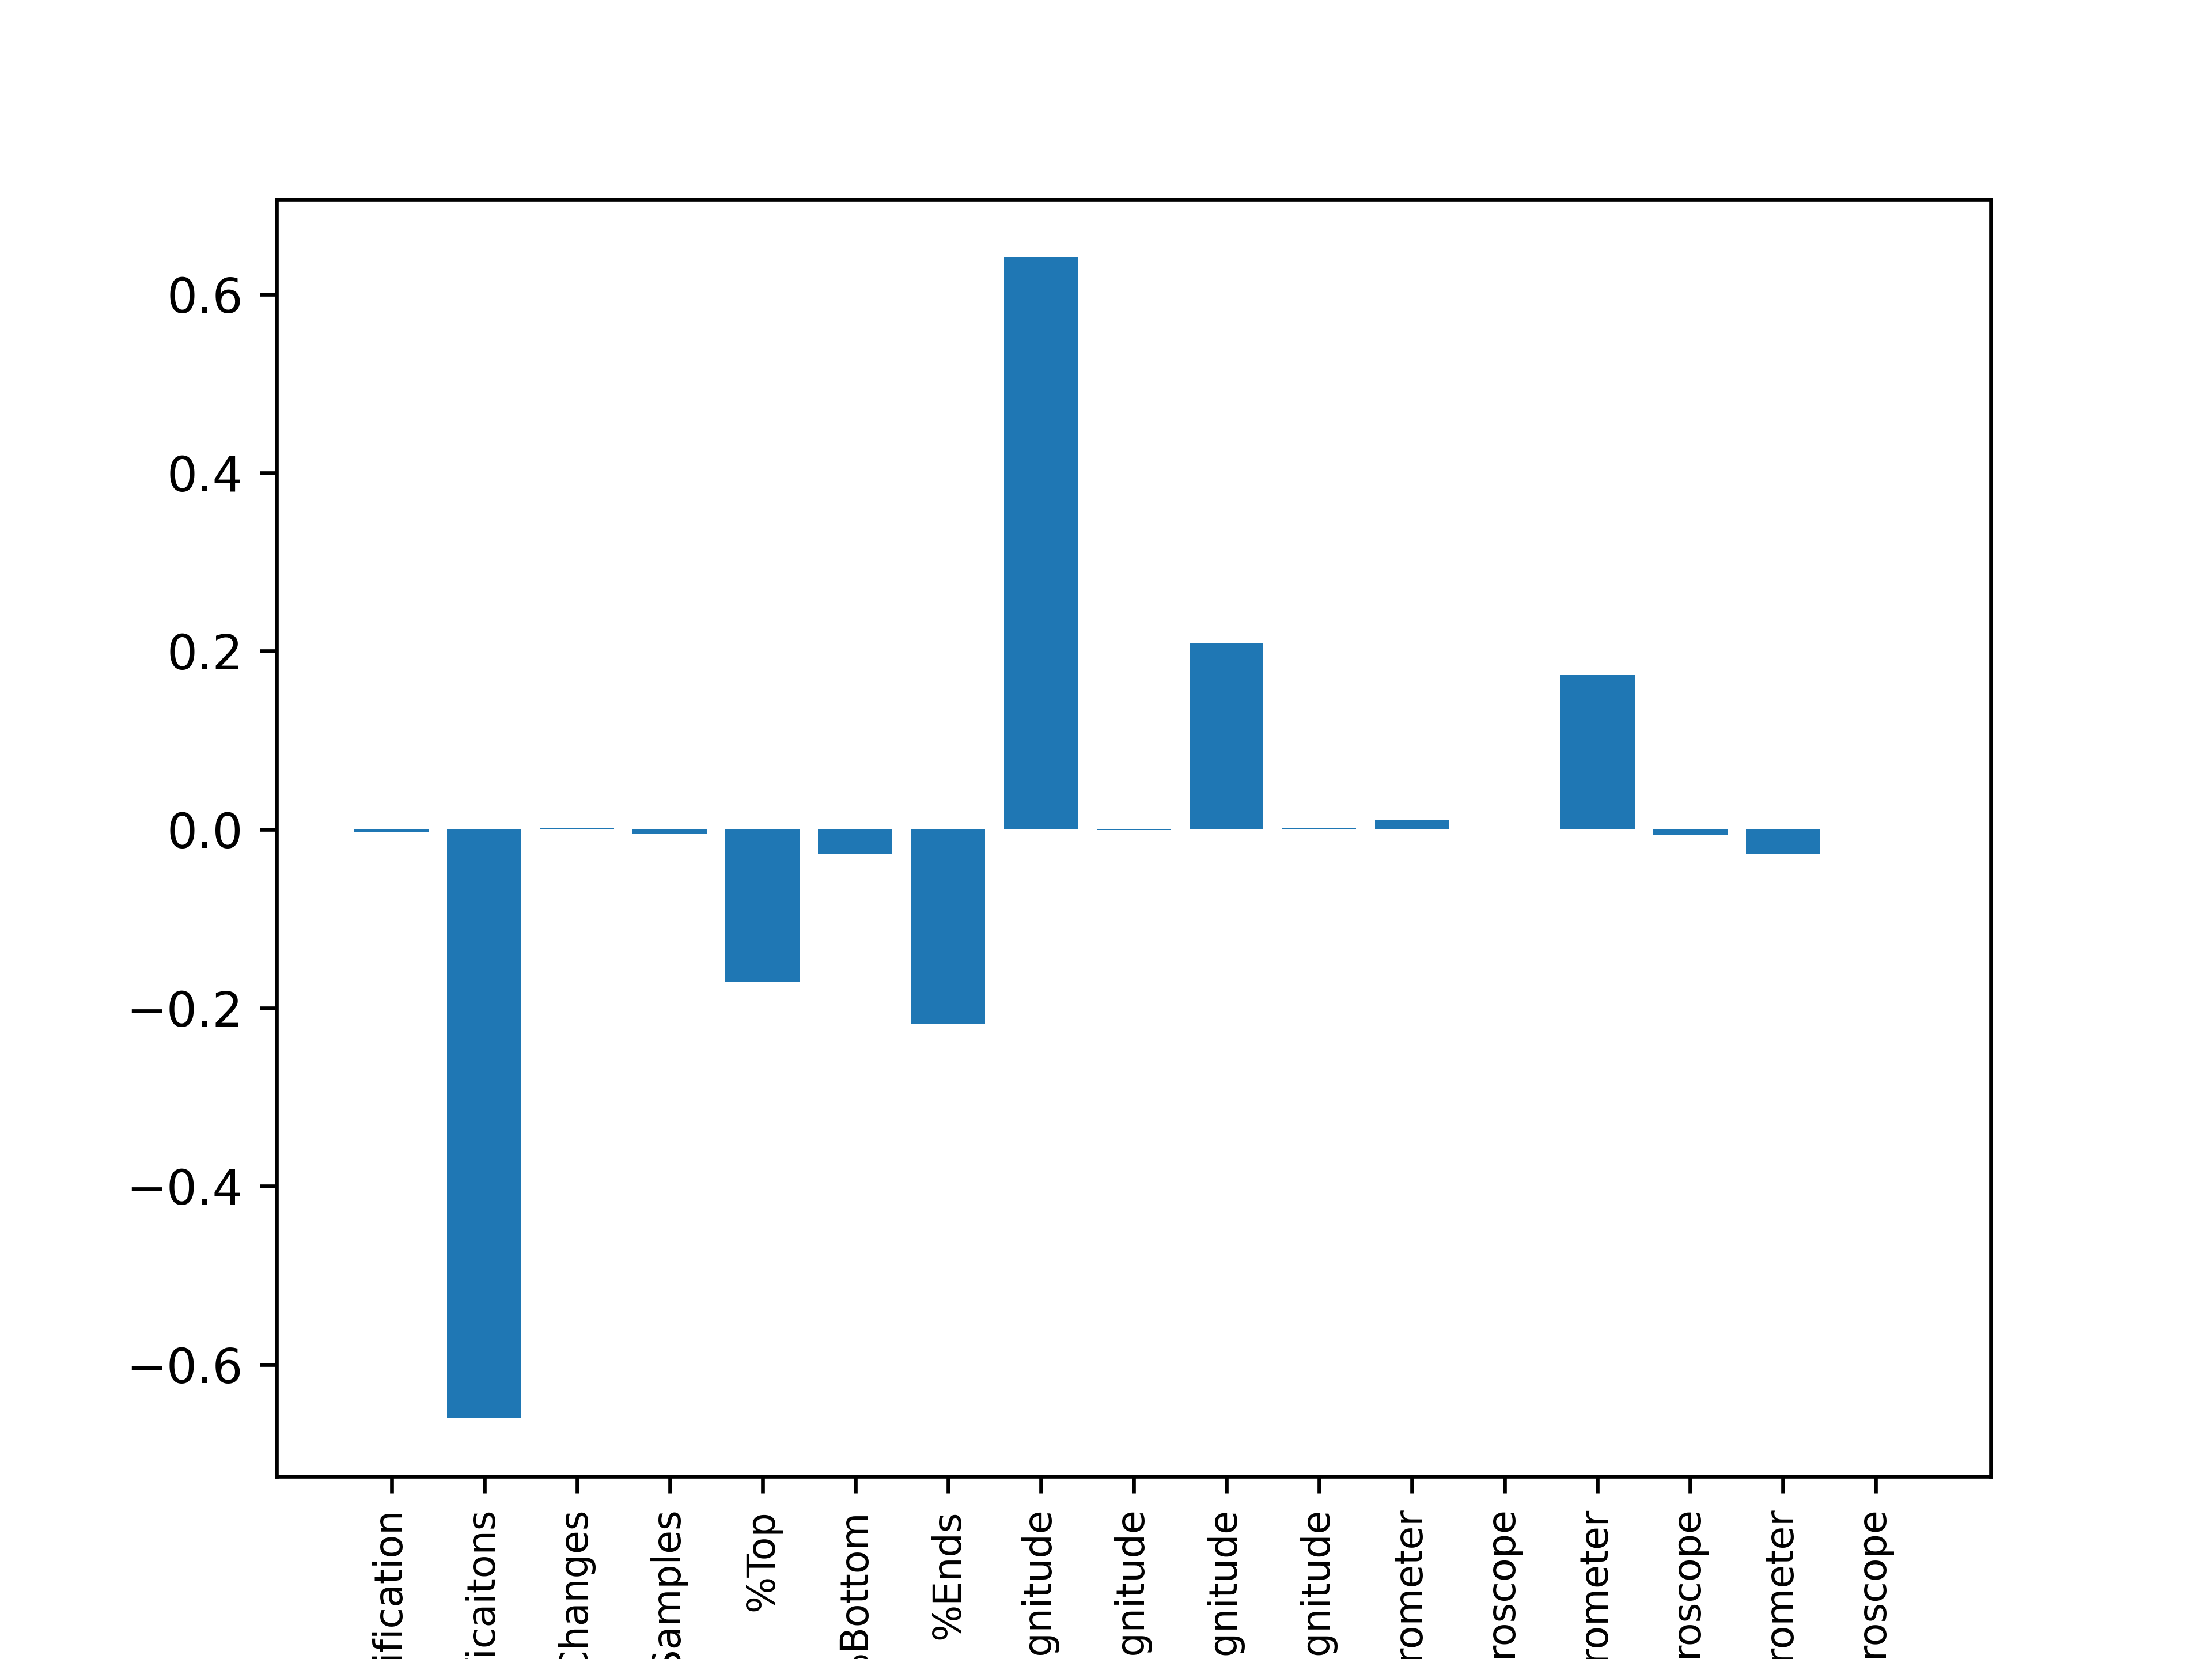 0.6
0.4
0.2
0.0
−0.2
−0.4
−0.6
ification
icaitons
Changes
Samples
%Top
%Bottom
%Ends
gnitude
gnitude
gnitude
gnitude
rometer
roscope
rometer
roscope
rometer
roscope